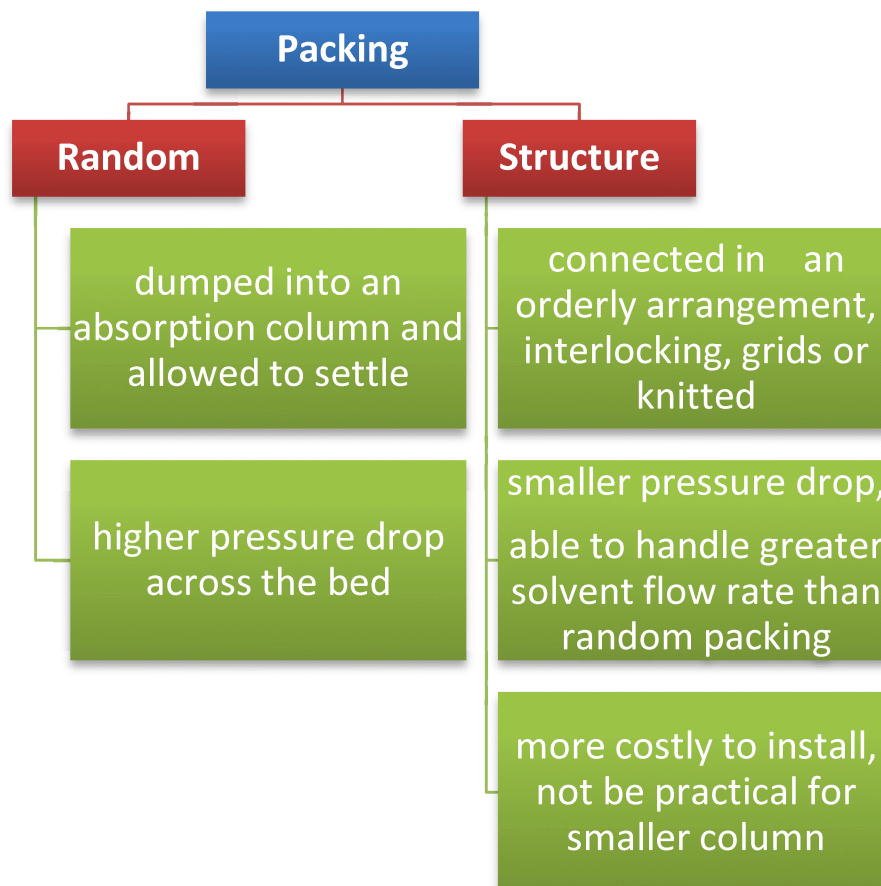 Packing
Random
dumped into an
absorption column and
allowed to settle
higher pressure drop
across the bed
Structure
connected in an
orderly arrangement,
interlocking, grids or
knitted
smaller pressure drop,
able to handle greater
solvent flow rate than
random packing
more costly to install,
not be practical for
smaller column